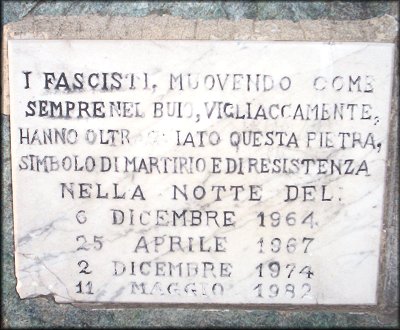 I FASCISTI, MUOVENDO COME
SEMPRE NEL BUIO, VIGLIACCAMENTE,
HANNO OLTRAGGIATO QUESTA PIETRA,
SIMBOLO DI MARTIRIO E DI RESISTENZA
NELLA NOTTE DEL:
6 DICEMBRE 1964
25 APRILE 1967
2 DICEMBRE 1974
11 MAGGIO 1982